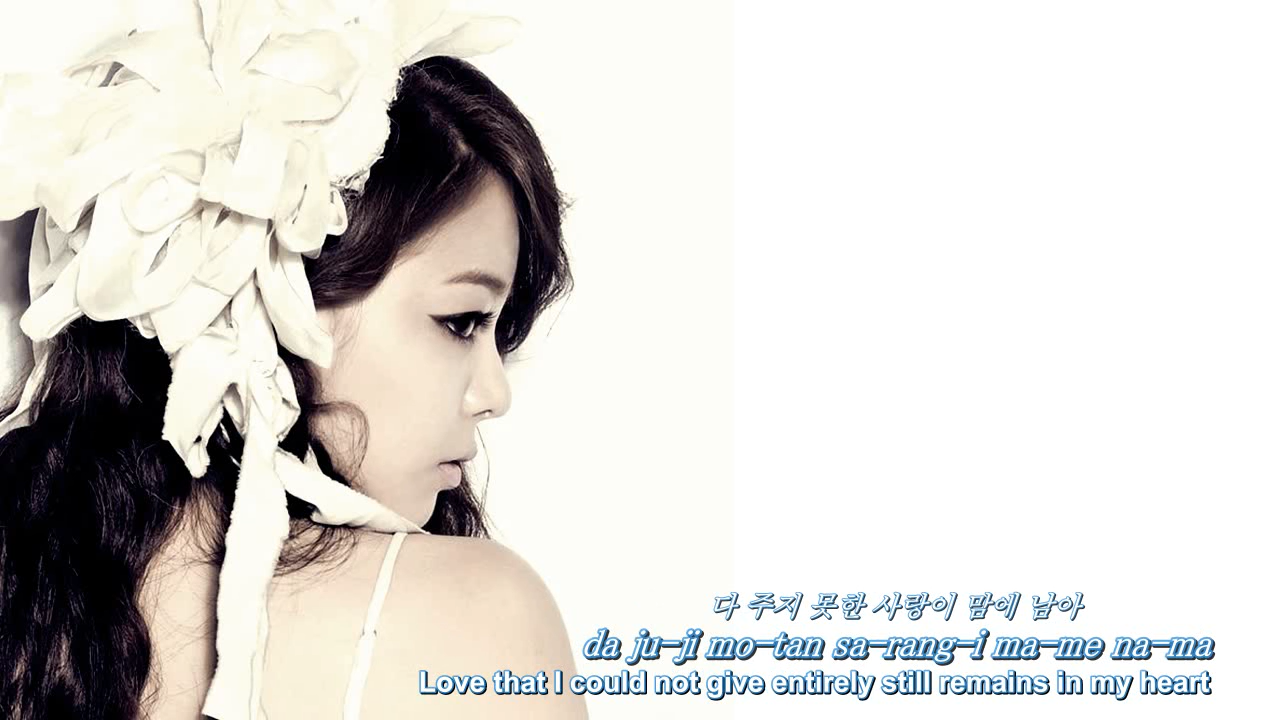 다 주지 못한 사랑이 맘에 남아
da ju-ji mo-tan sa-rang-i ma-me na-ma
Love that I could not give entirely still remains in my heart